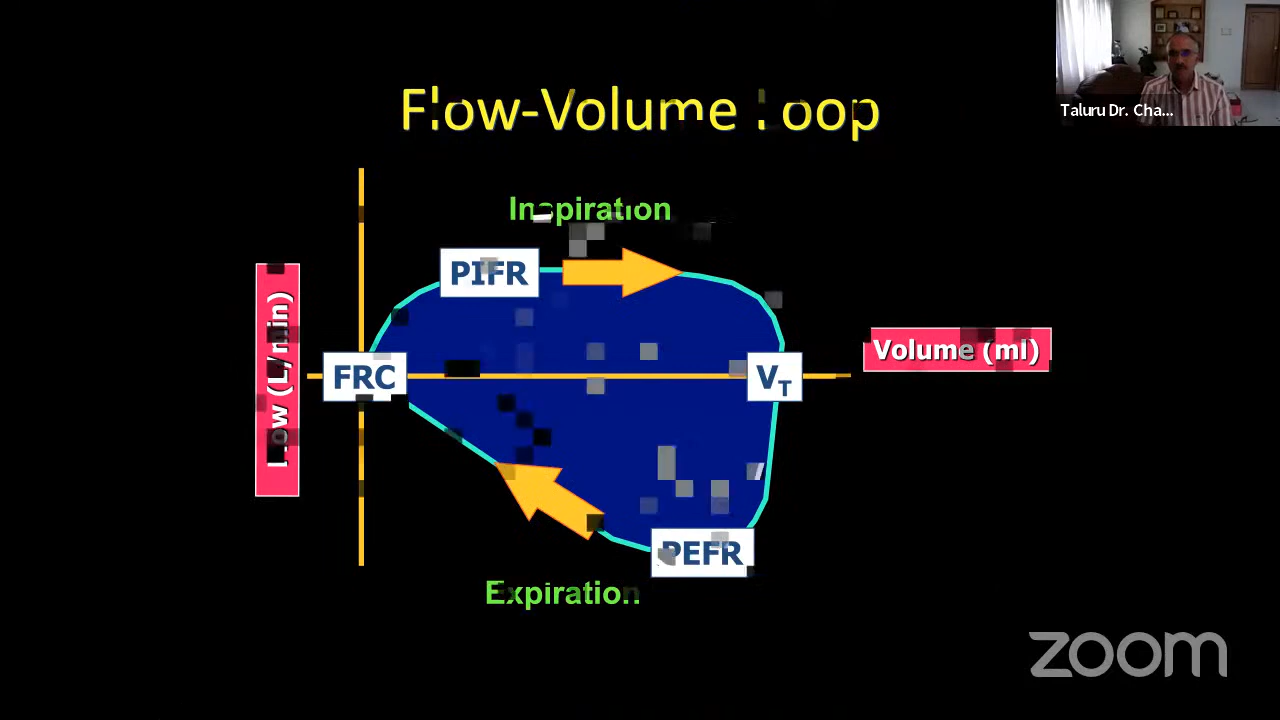 Flow-Volume Loop
Taluru Dr. Cha...
Inspiration
PIFR
Flow (L/min)
FRC
VT
Volume (ml)
PEFR
Expiration
zoom